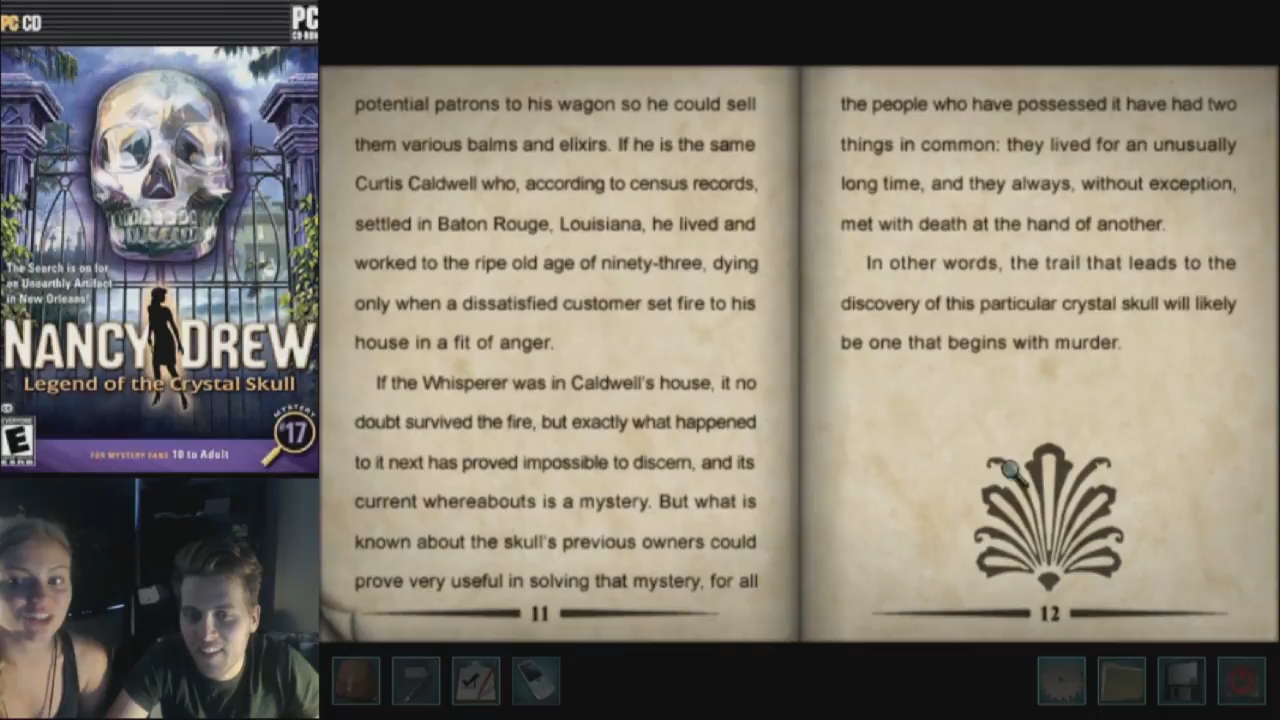 PC CD
PC
CD-ROM
The Search is on for
an Unearthly Artifact
in New Orleans!
NANCY DREW
Legend of the Crystal Skull
MYSTERY
#17
EVERYONE
E
FOR MYSTERY FANS 10 to Adult
potential patrons to his wagon so he could sell
them various balms and elixirs. If he is the same
Curtis Caldwell who, according to census records,
settled in Baton Rouge, Louisiana, he lived and
worked to the ripe old age of ninety-three, dying
only when a dissatisfied customer set fire to his
house in a fit of anger.
If the Whisperer was in Caldwell's house, it no
doubt survived the fire, but exactly what happened
to it next has proved impossible to discern, and its
current whereabouts is a mystery. But what is
known about the skull's previous owners could
prove very useful in solving that mystery, for all
11
the people who have possessed it have had two
things in common: they lived for an unusually
long time, and they always, without exception,
met with death at the hand of another.
In other words, the trail that leads to the
discovery of this particular crystal skull will likely
be one that begins with murder.
12